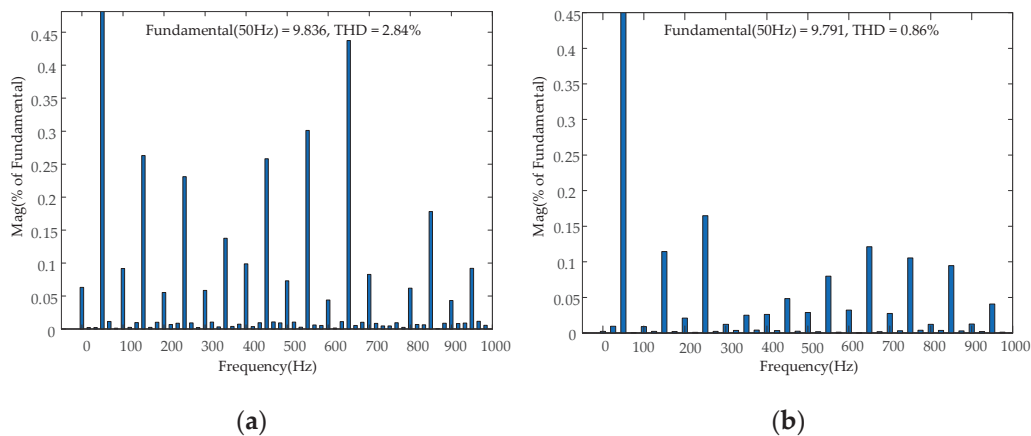 Fundamental(50Hz) = 9.836, THD = 2.84%
Mag(% of Fundamental)
0.45
0.4
0.35
0.3
0.25
0.2
0.15
0.1
0.05
0
0 100 200 300 400 500 600 700 800 900 1000
Frequency(Hz)
(a)
Fundamental(50Hz) = 9.791, THD = 0.86%
Mag(% of Fundamental)
0.45
0.4
0.35
0.3
0.25
0.2
0.15
0.1
0.05
0
0 100 200 300 400 500 600 700 800 900 1000
Frequency(Hz)
(b)